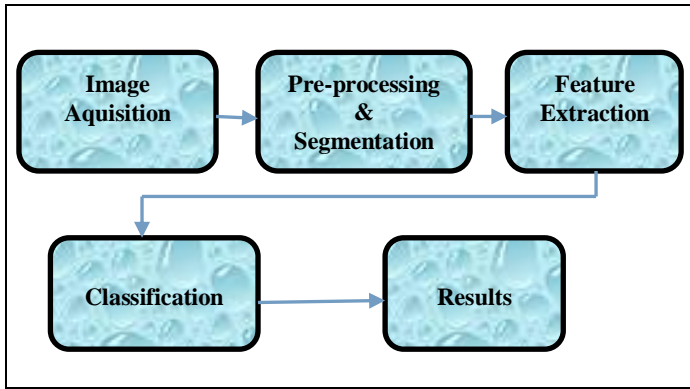 Image
Aquisition
Pre-processing
&
Segmentation
Feature
Extraction
Classification
Results